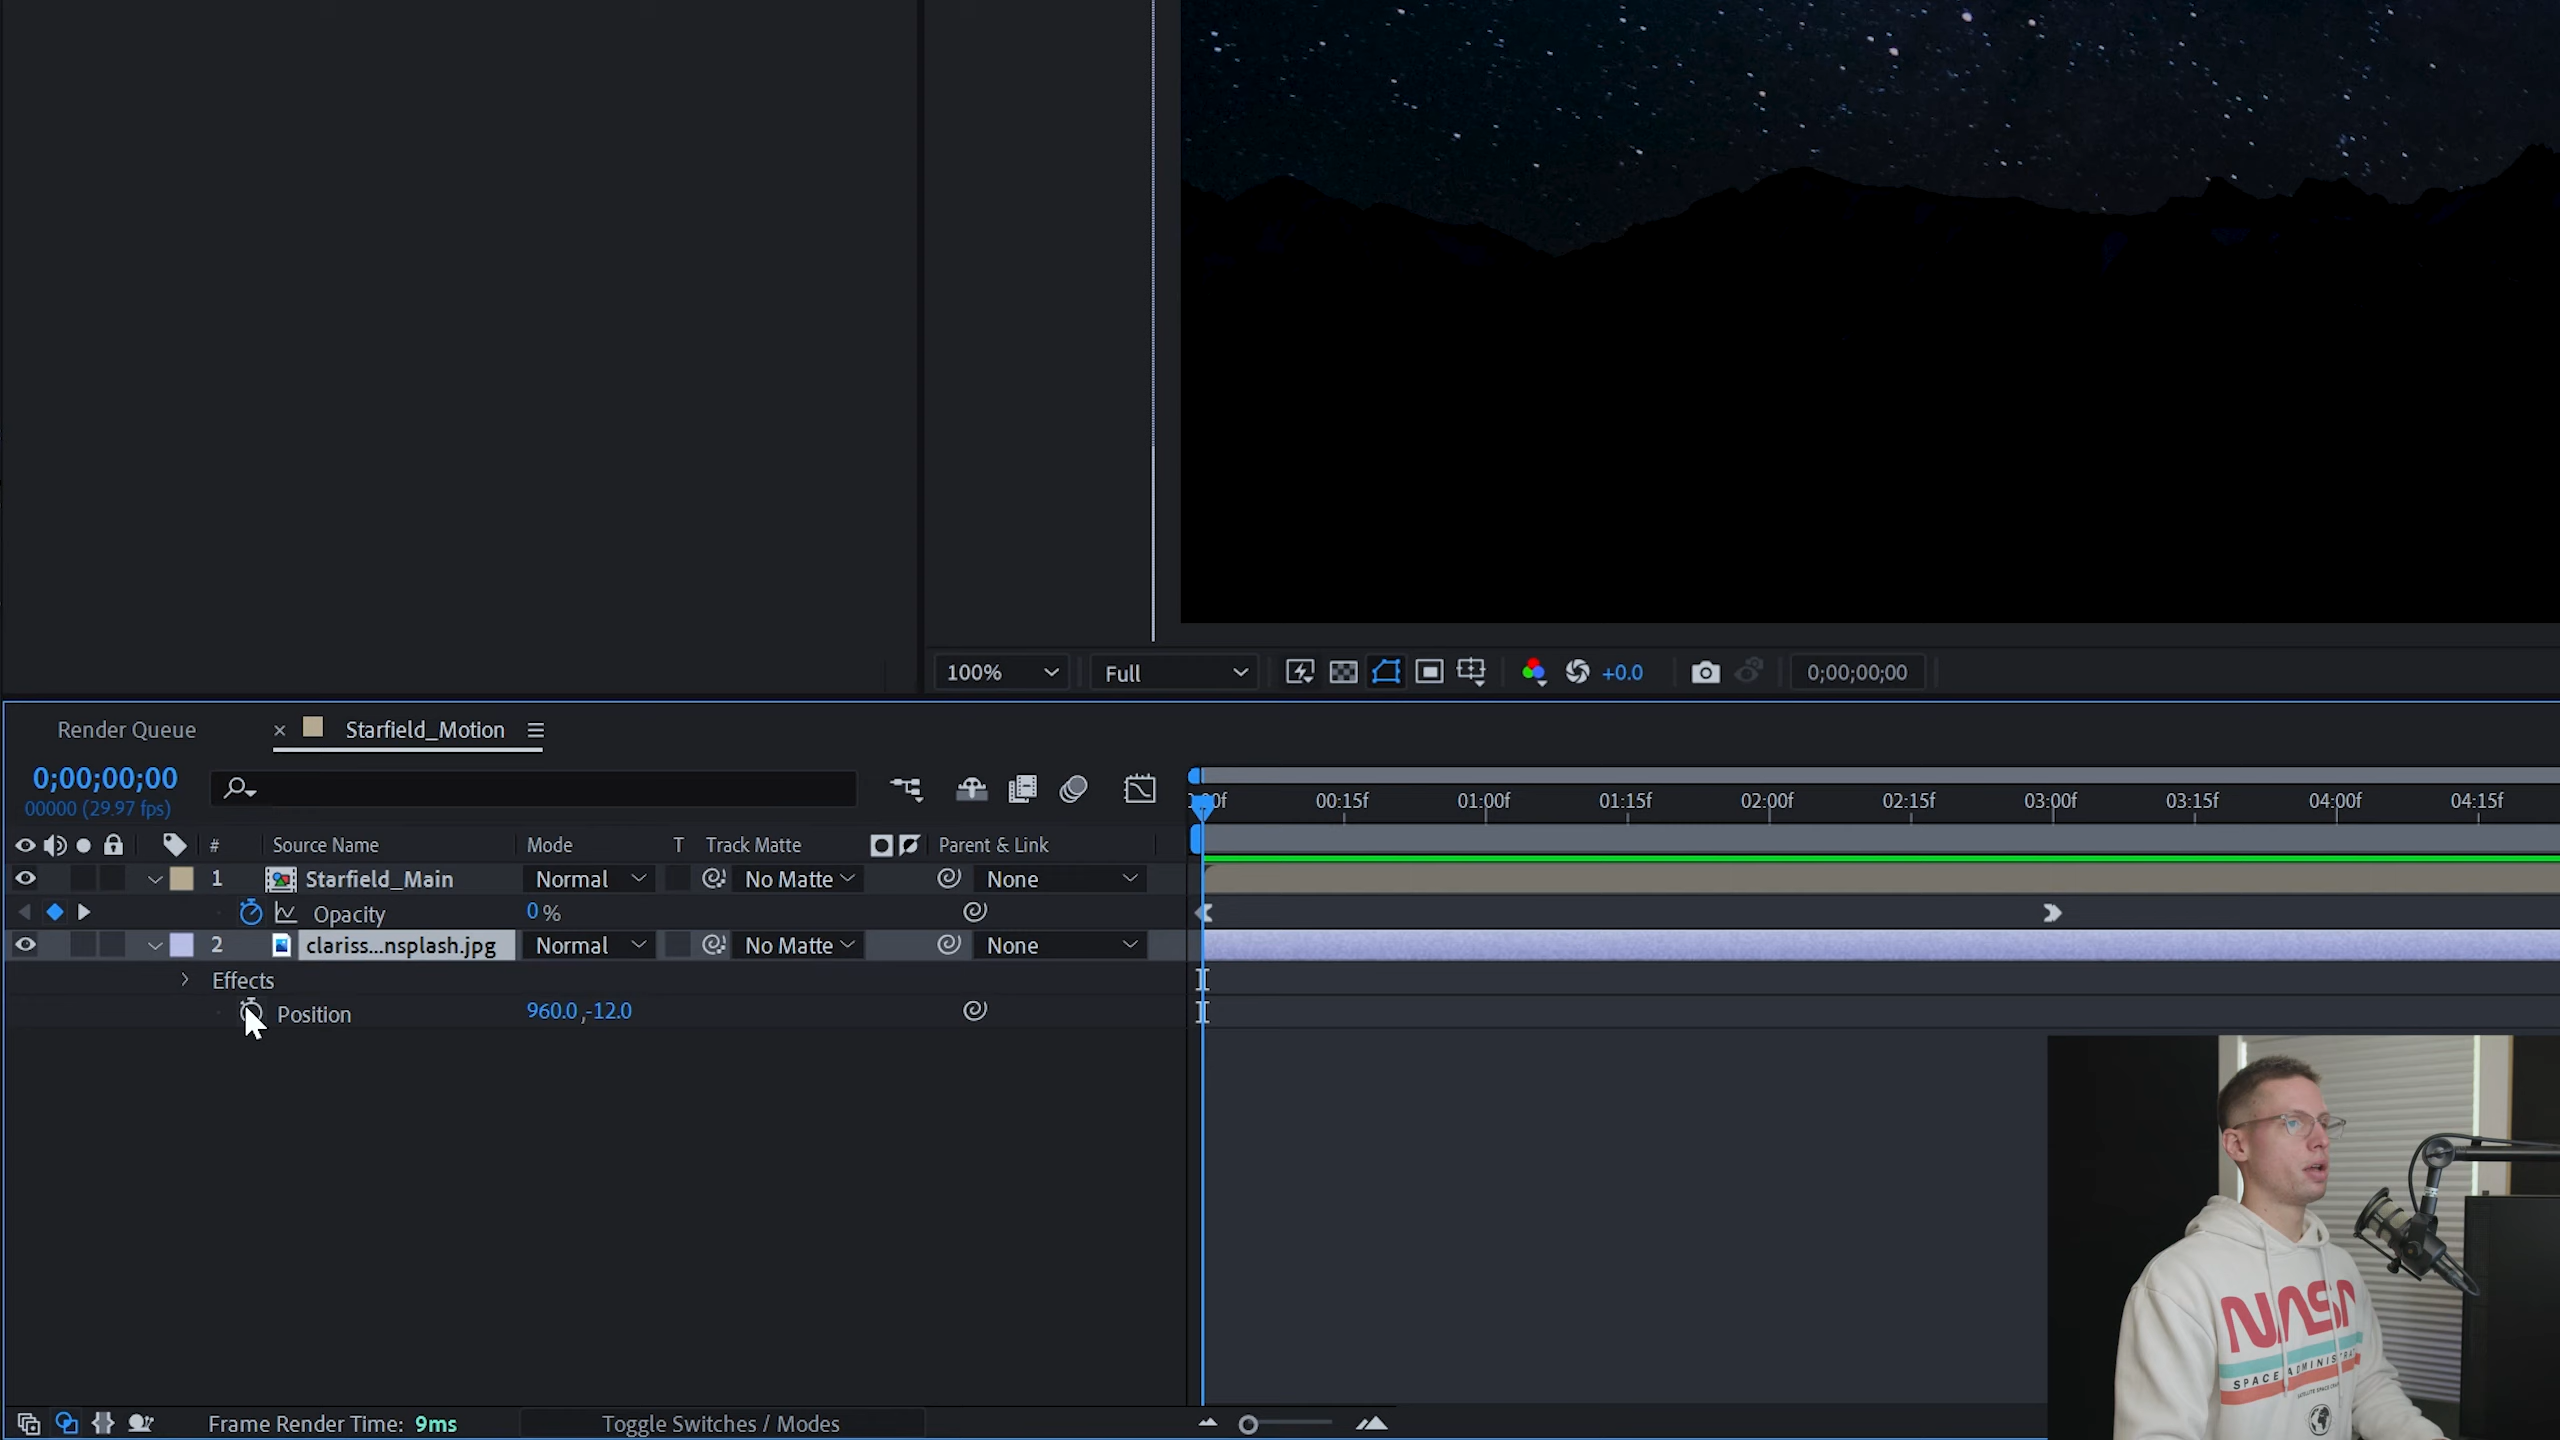 100%
Full
+0.0
0;00;00;00
Render Queue
× Starfield_Motion
0;00;00;00
00000 (29.97 fps)
00:15f 01:00f 01:15f 02:00f 02:15f 03:00f 03:15f 04:00f 04:15f
# Source Name Mode T Track Matte Parent & Link
1 Starfield_Main Normal No Matte None
Opacity 0 %
2 clariss...nsplash.jpg Normal No Matte None
Effects
Position 960.0 ,-12.0
NASA
SPACE ADMINISTRA
Frame Render Time: 9ms
Toggle Switches / Modes